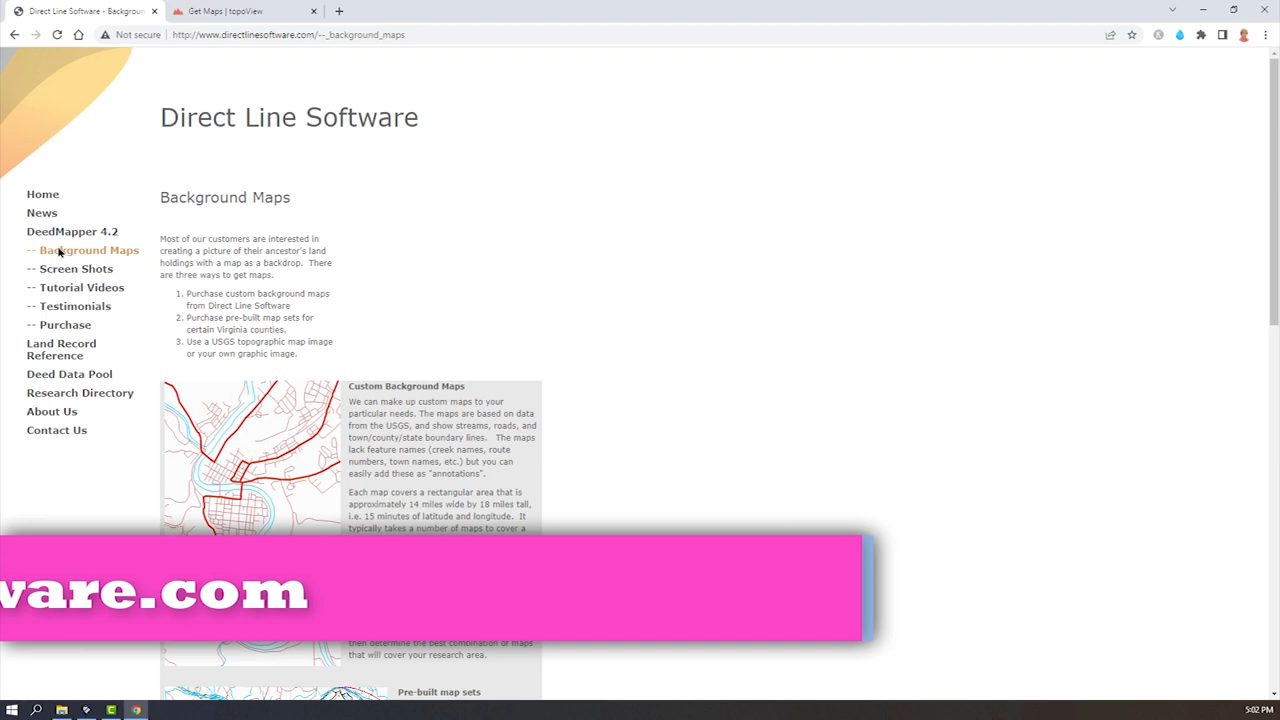 Direct Line Software - Backgroun
Get Maps | topoView
Not secure
http://www.directlinesoftware.com/--_background_maps
Direct Line Software
Home
News
DeedMapper 4.2
-- Background Maps
-- Screen Shots
-- Tutorial Videos
-- Testimonials
-- Purchase
Land Record
Reference
Deed Data Pool
Research Directory
About Us
Contact Us
Background Maps
Most of our customers are interested in
creating a picture of their ancestor's land
holdings with a map as a backdrop. There
are three ways to get maps.
1. Purchase custom background maps
from Direct Line Software
2. Purchase pre-built map sets for
certain Virginia counties.
3. Use a USGS topographic map image
or your own graphic image.
Custom Background Maps
We can make up custom maps to your
particular needs. The maps are based on data
from the USGS, and show streams, roads, and
town/county/state boundary lines. The maps
lack feature names (creek names, route
numbers, town names, etc.) but you can
easily add these as "annotations".
Each map covers a rectangular area that is
approximately 14 miles wide by 18 miles tall,
i.e. 15 minutes of latitude and longitude. It
typically takes a number of maps to cover a
ware.com
then determine the best combination of maps
that will cover your research area.
Pre-built map sets
5:02 PM